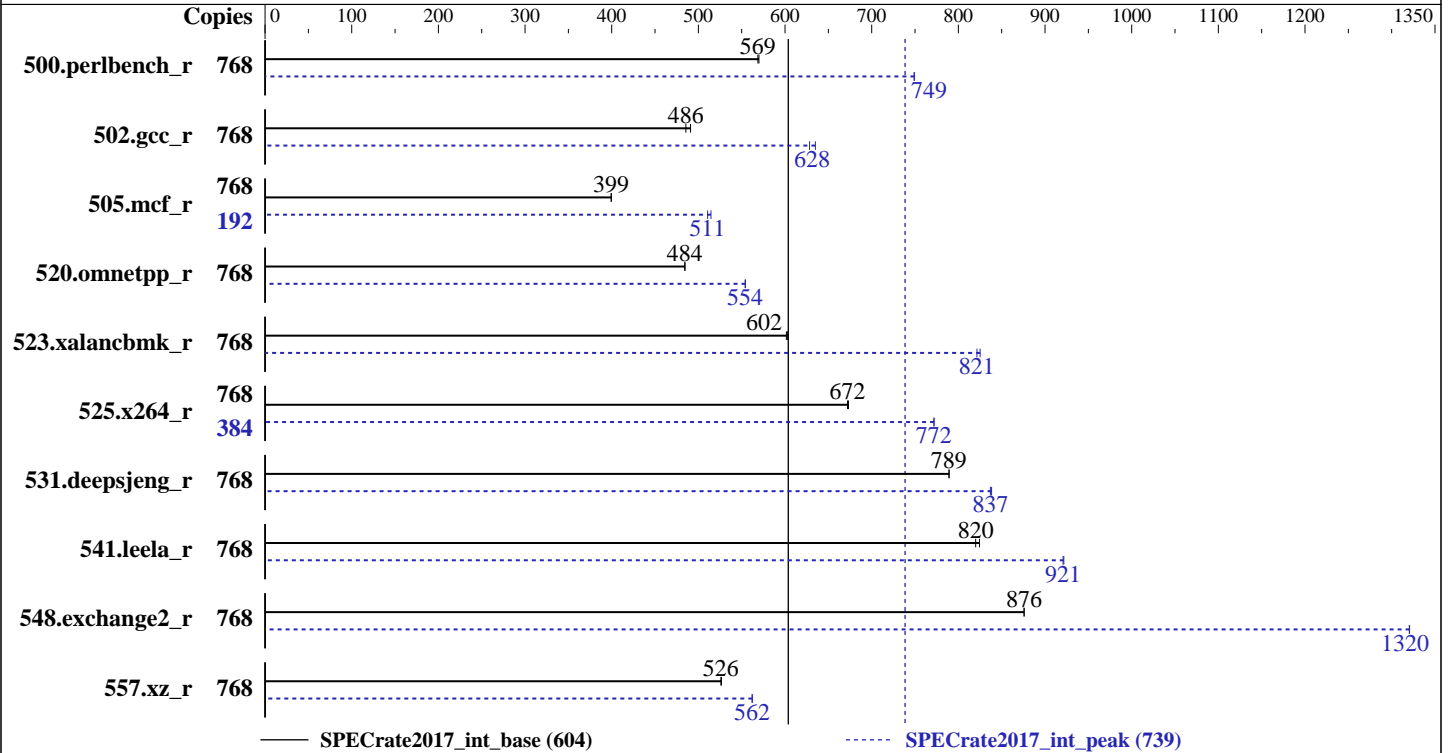 Copies 0 100 200 300 400 500 600 700 800 900 1000 1100 1200 1350
569
500.perlbench_r 768
749
486
502.gcc_r 768
628
768 399
505.mcf_r
192 511
484
520.omnetpp_r 768
554
602
523.xalancbmk_r 768
821
768 672
525.x264_r
384 772
789
531.deepsjeng_r 768
837
820
541.leela_r 768
921
876
548.exchange2_r 768
1320
526
557.xz_r 768
562
SPECrate2017_int_base (604) SPECrate2017_int_peak (739)